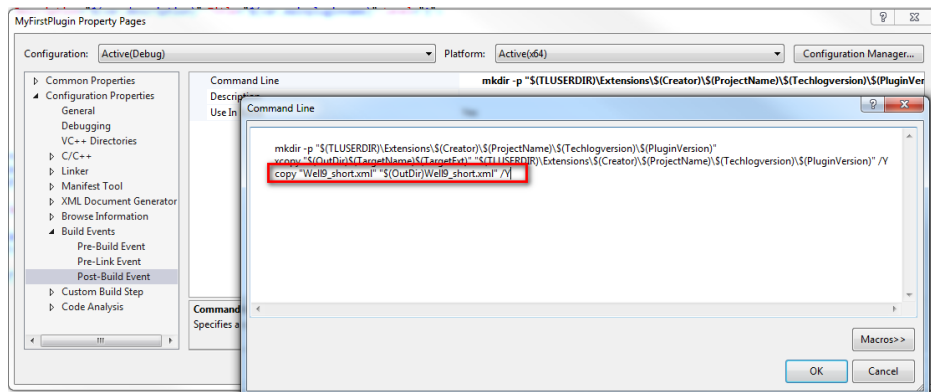 MyFirstPlugin Property Pages
Configuration: Active(Debug) Platform: Active(x64) Configuration Manager...
Common Properties
Configuration Properties
General
Debugging
VC++ Directories
C/C++
Linker
Manifest Tool
XML Document Generator
Browse Information
Build Events
Pre-Build Event
Pre-Link Event
Post-Build Event
Custom Build Step
Code Analysis
Command Line mkdir -p "$(TLUSERDIR)\Extensions\$(Creator)\$(ProjectName)\$(Techlogversion)\$(PluginVer
Use In
Command
Specifies a
Command Line
mkdir -p "$(TLUSERDIR)\Extensions\$(Creator)\$(ProjectName)\$(Techlogversion)\$(PluginVersion)"
xcopy "$(OutDir)$(TargetName)$(TargetExt)" "$(TLUSERDIR)\Extensions\$(Creator)\$(ProjectName)\$(Techlogversion)\$(PluginVersion)" /Y
copy "Well9_short.xml" "$(OutDir)Well9_short.xml" /Y
Macros>>
OK Cancel